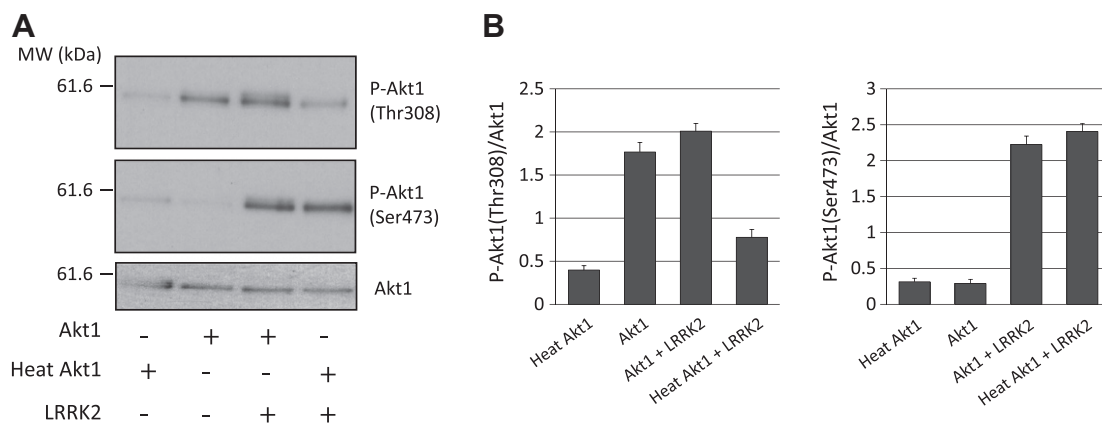 A
MW (kDa)
61.6
P-Akt1
(Thr308)
61.6
P-Akt1
(Ser473)
61.6
Akt1
Akt1 - + + -
Heat Akt1 + - - +
LRRK2 - - + +
B
P-Akt1(Thr308)/Akt1
2.5
2
1.5
1
0.5
0
Heat Akt1
Akt1
Akt1 + LRRK2
Heat Akt1 + LRRK2
P-Akt1(Ser473)/Akt1
3
2.5
2
1.5
1
0.5
0
Heat Akt1
Akt1
Akt1 + LRRK2
Heat Akt1 + LRRK2